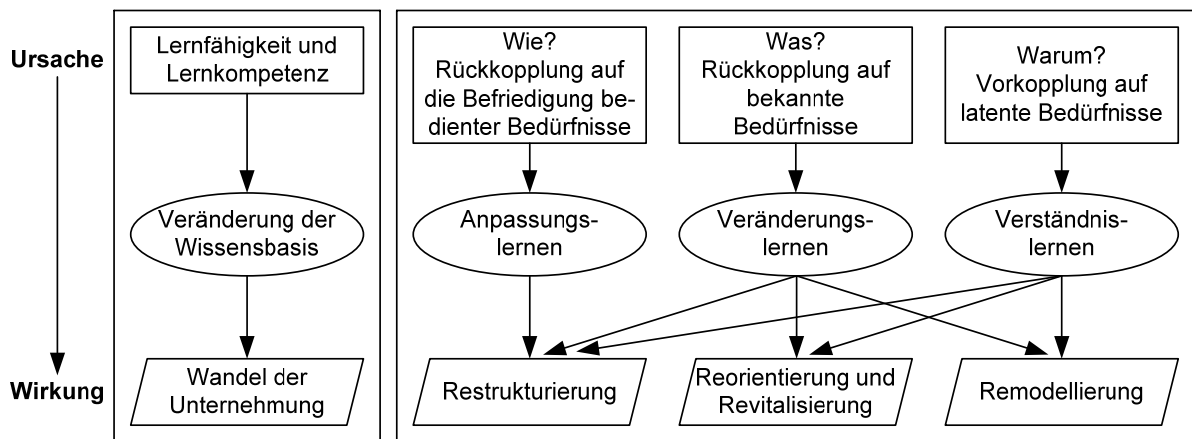 Ursache
Lernfähigkeit und
Lernkompetenz
Wie?
Rückkopplung auf
die Befriedigung be-
dienter Bedürfnisse
Was?
Rückkopplung auf
bekannte
Bedürfnisse
Warum?
Vorkopplung auf
latente Bedürfnisse
Veränderung der
Wissensbasis
Anpassungs-
lernen
Veränderungs-
lernen
Verständnis-
lernen
Wirkung
Wandel der
Unternehmung
Restrukturierung
Reorientierung und
Revitalisierung
Remodellierung